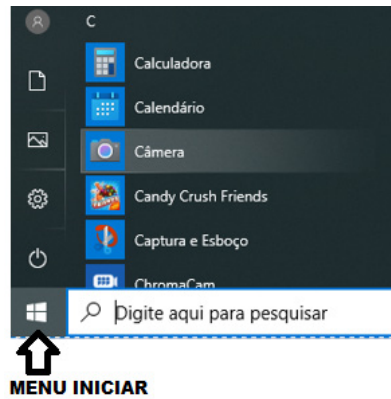 C
Calculadora
Calendário
Câmera
Candy Crush Friends
Captura e Esboço
ChromaCam
Digite aqui para pesquisar
MENU INICIAR